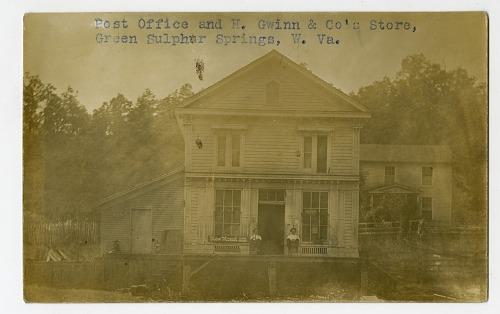 Post Office and H. Gwinn & Co's Store,
Green Sulphur Springs, W. Va.